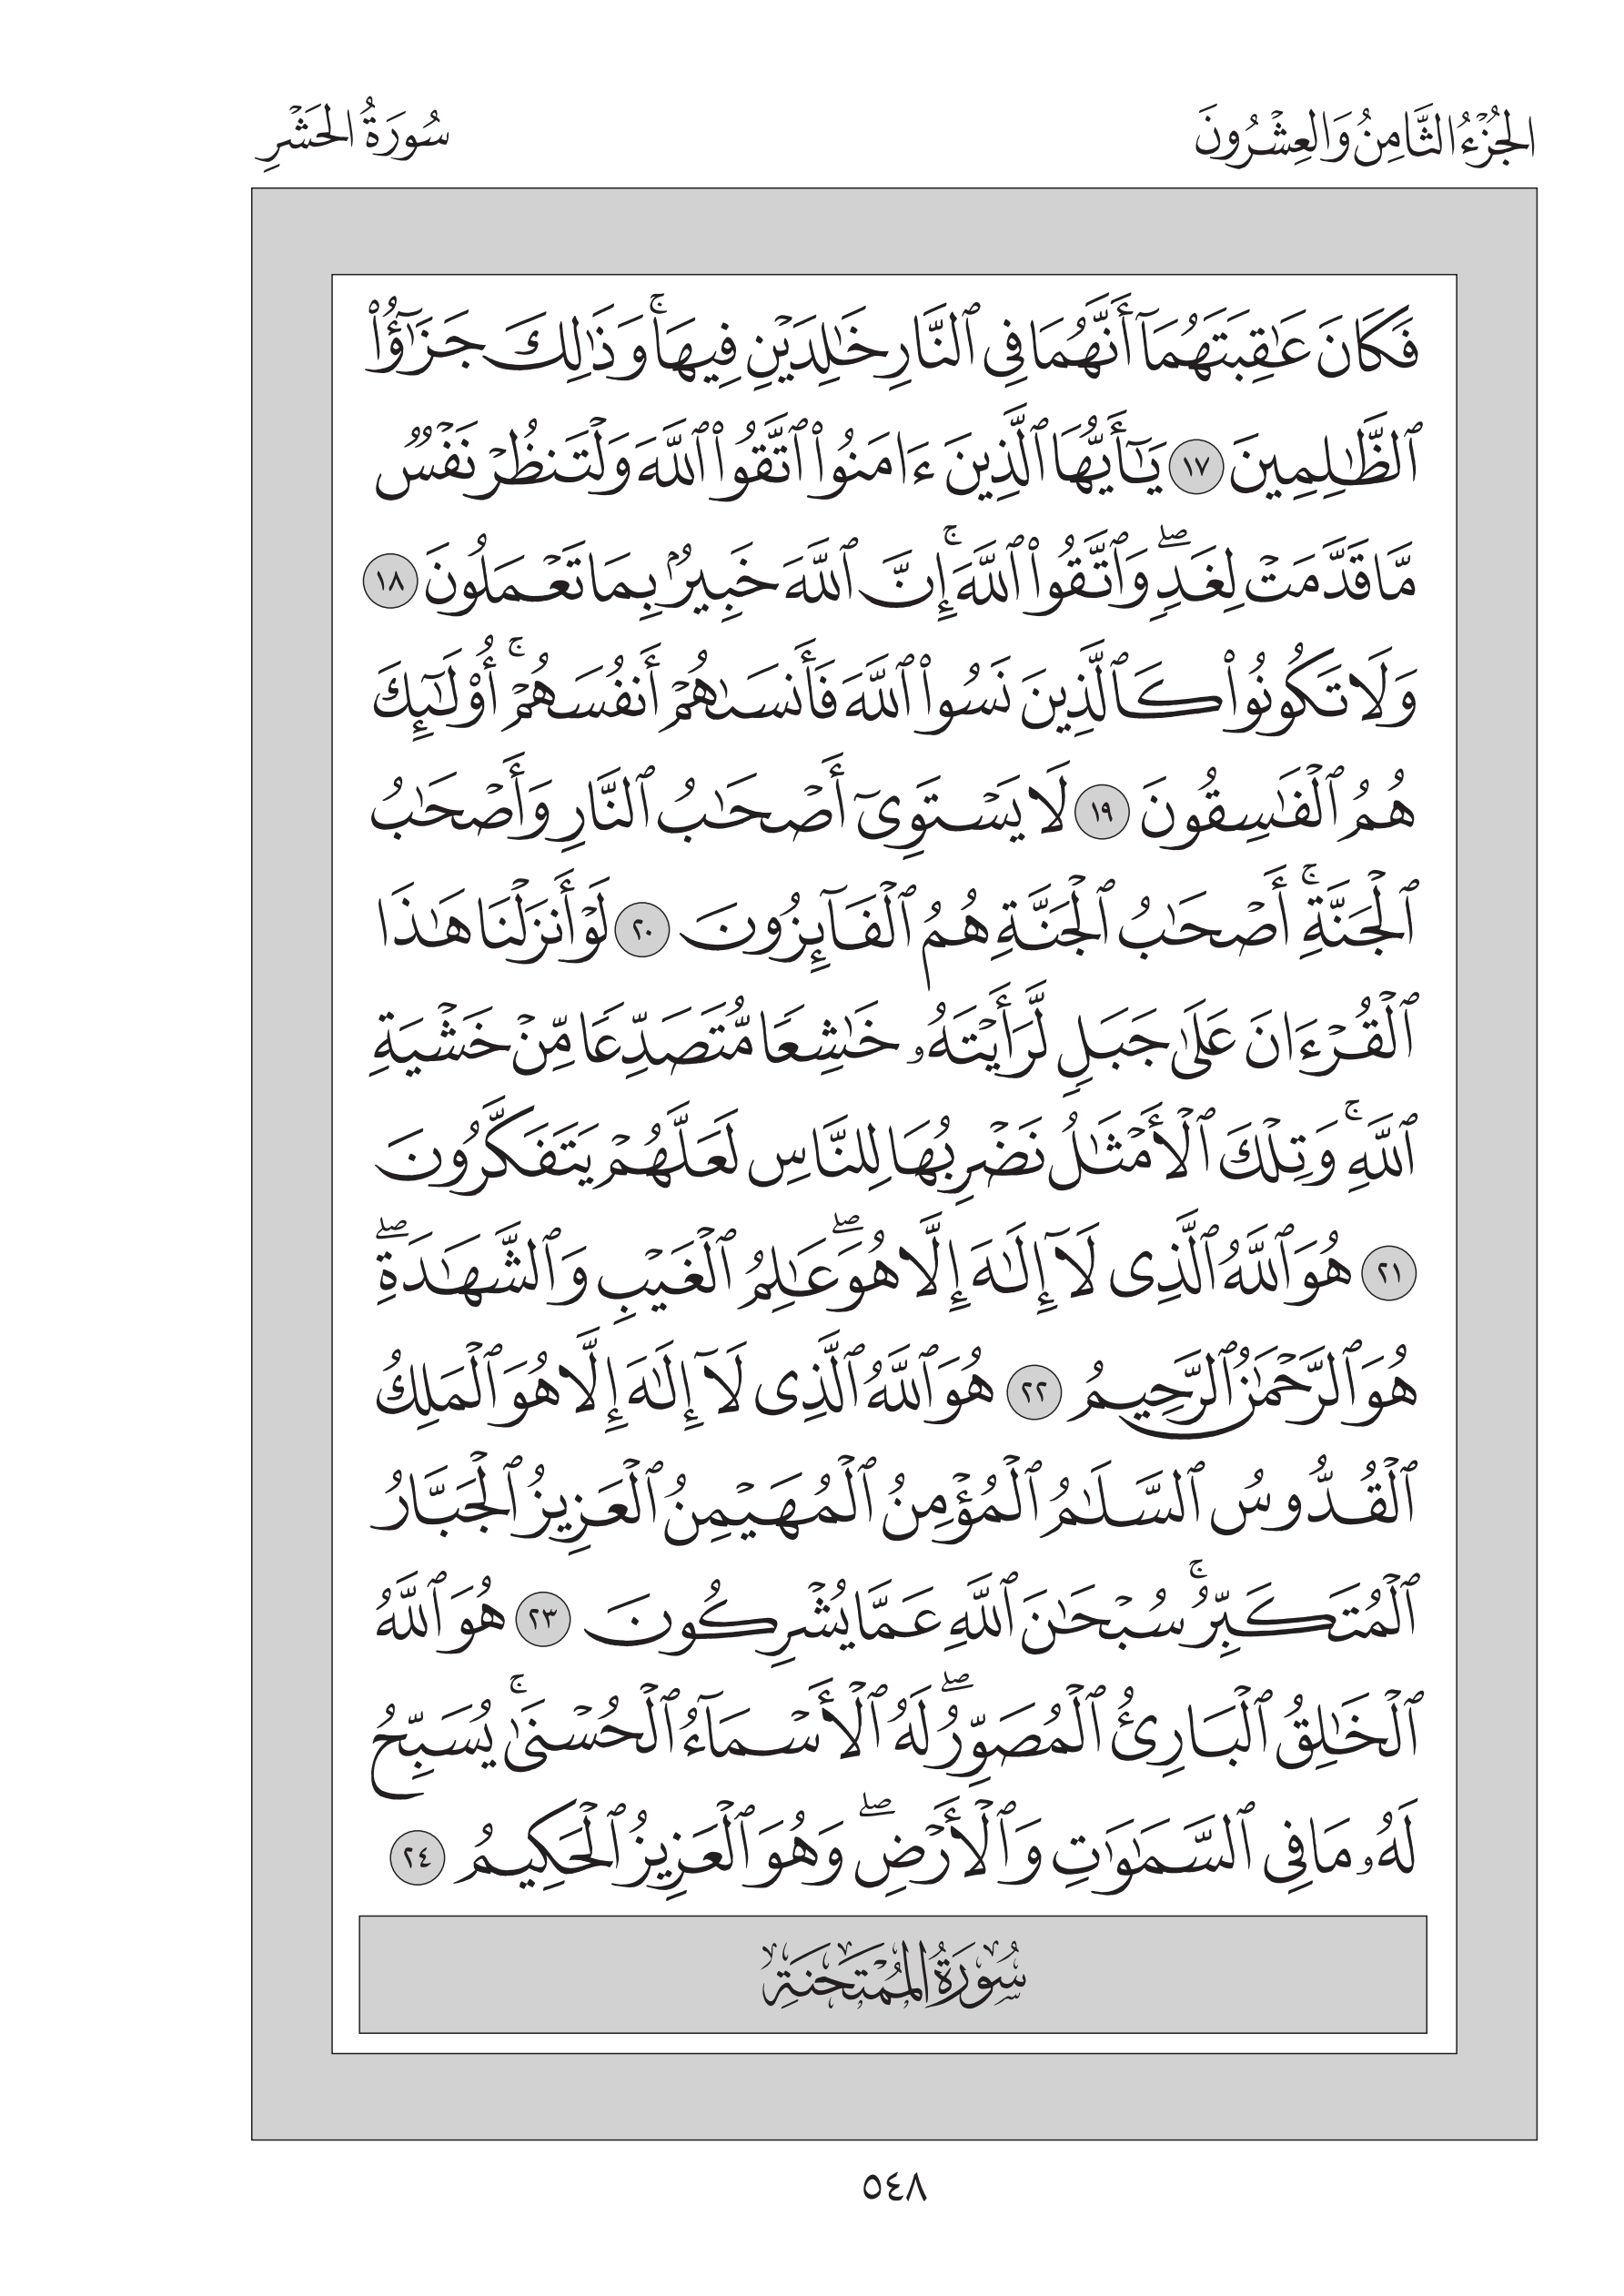 الجُزْءُ الثَّامِنُ وَالعِشْرُونَ
سُورَةُ الحَشْرِ
فَكَانَ عَٰقِبَتَهُمَآ أَنَّهُمَا فِى ٱلنَّارِ خَٰلِدَيْنِ فِيهَاۚ وَذَٰلِكَ جَزَٰٓؤُا۟
ٱلظَّٰلِمِينَ ١٧ يَٰٓأَيُّهَا ٱلَّذِينَ ءَامَنُوا۟ ٱتَّقُوا۟ ٱللَّهَ وَلْتَنظُرْ نَفْسٌ
مَّا قَدَّمَتْ لِغَدٍۖ وَٱتَّقُوا۟ ٱللَّهَۚ إِنَّ ٱللَّهَ خَبِيرٌۢ بِمَا تَعْمَلُونَ ١٨
وَلَا تَكُونُوا۟ كَٱلَّذِينَ نَسُوا۟ ٱللَّهَ فَأَنسَىٰهُمْ أَنفُسَهُمْۚ أُو۟لَٰٓئِكَ
هُمُ ٱلْفَٰسِقُونَ ١٩ لَا يَسْتَوِىٓ أَصْحَٰبُ ٱلنَّارِ وَأَصْحَٰبُ
ٱلْجَنَّةِۚ أَصْحَٰبُ ٱلْجَنَّةِ هُمُ ٱلْفَآئِزُونَ ٢٠ لَوْ أَنزَلْنَا هَٰذَا
ٱلْقُرْءَانَ عَلَىٰ جَبَلٍ لَّرَأَيْتَهُۥ خَٰشِعًا مُّتَصَدِّعًا مِّنْ خَشْيَةِ
ٱللَّهِۚ وَتِلْكَ ٱلْأَمْثَٰلُ نَضْرِبُهَا لِلنَّاسِ لَعَلَّهُمْ يَتَفَكَّرُونَ
٢١ هُوَ ٱللَّهُ ٱلَّذِى لَآ إِلَٰهَ إِلَّا هُوَۖ عَٰلِمُ ٱلْغَيْبِ وَٱلشَّهَٰدَةِۖ
هُوَ ٱلرَّحْمَٰنُ ٱلرَّحِيمُ ٢٢ هُوَ ٱللَّهُ ٱلَّذِى لَآ إِلَٰهَ إِلَّا هُوَ ٱلْمَلِكُ
ٱلْقُدُّوسُ ٱلسَّلَٰمُ ٱلْمُؤْمِنُ ٱلْمُهَيْمِنُ ٱلْعَزِيزُ ٱلْجَبَّارُ
ٱلْمُتَكَبِّرُۚ سُبْحَٰنَ ٱللَّهِ عَمَّا يُشْرِكُونَ ٢٣ هُوَ ٱللَّهُ
ٱلْخَٰلِقُ ٱلْبَارِئُ ٱلْمُصَوِّرُۖ لَهُ ٱلْأَسْمَآءُ ٱلْحُسْنَىٰۚ يُسَبِّحُ
لَهُۥ مَا فِى ٱلسَّمَٰوَٰتِ وَٱلْأَرْضِۖ وَهُوَ ٱلْعَزِيزُ ٱلْحَكِيمُ ٢٤
سُورَةُ المُمْتَحَنَةِ
٥٤٨